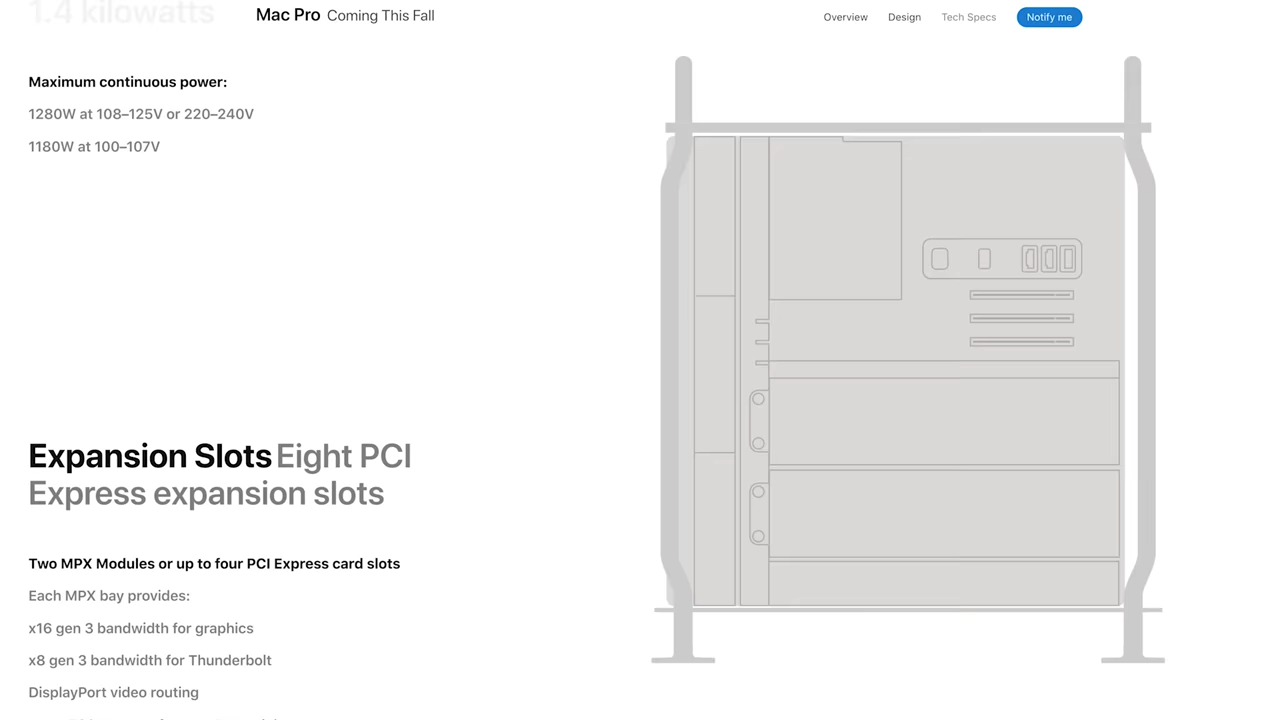 1.4 kilowatts
Mac Pro Coming This Fall
Overview Design Tech Specs Notify me
Maximum continuous power:
1280W at 108–125V or 220–240V
1180W at 100–107V
Expansion Slots Eight PCI
Express expansion slots
Two MPX Modules or up to four PCI Express card slots
Each MPX bay provides:
x16 gen 3 bandwidth for graphics
x8 gen 3 bandwidth for Thunderbolt
DisplayPort video routing